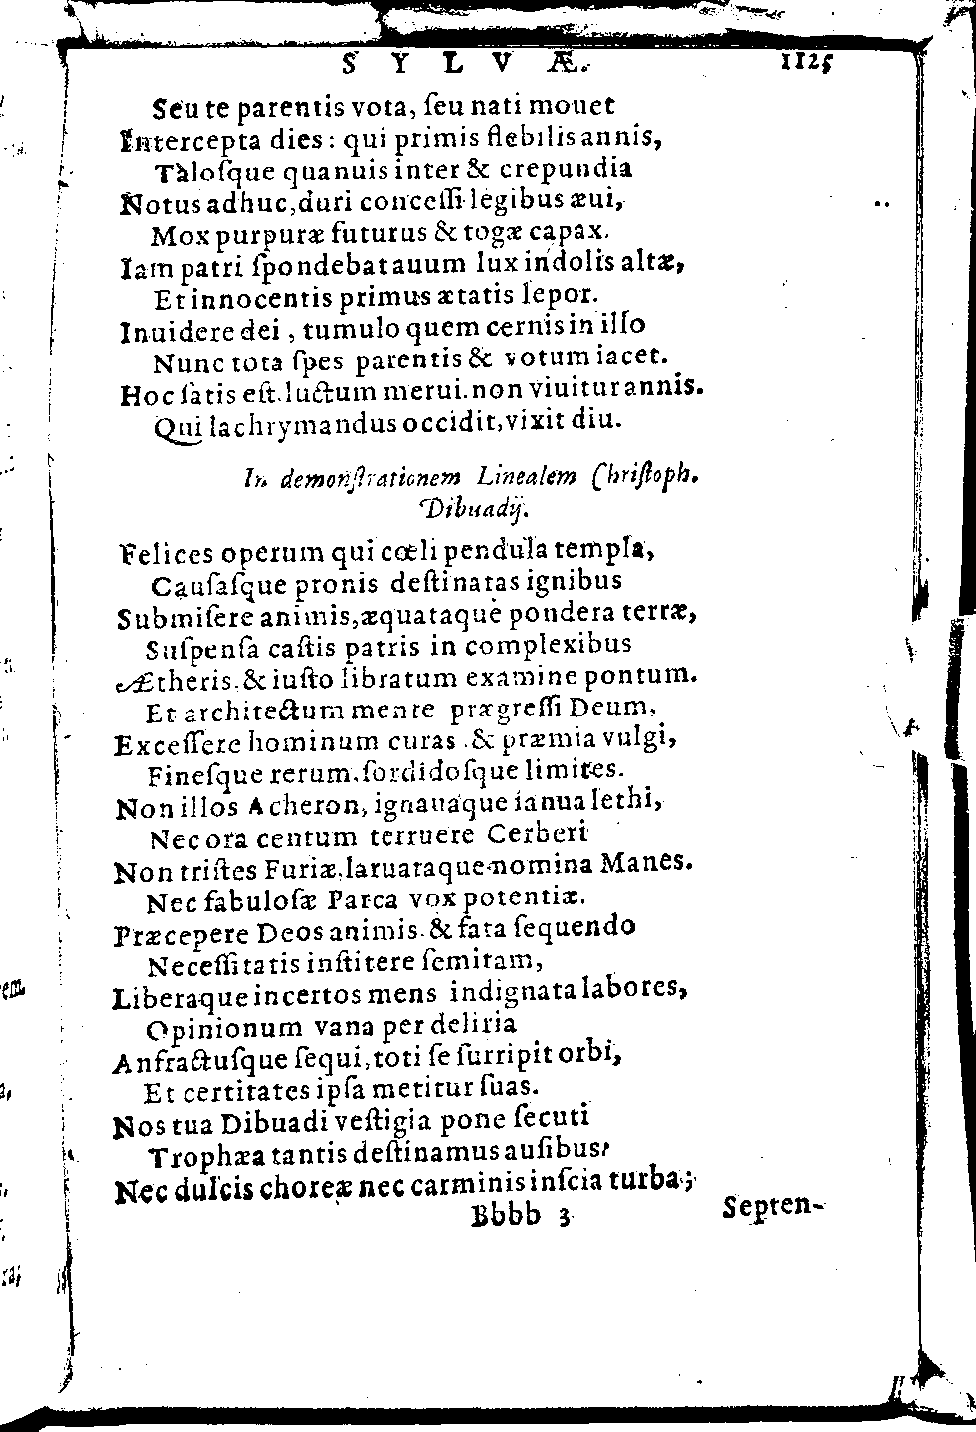 SYLVÆ. 1125
Seu te parentis vota, ſeu nati mouet
Intercepta dies: qui primis flebilis annis,
Taloſque quanuis inter & crepundia
Notus adhuc, duri conceſſi legibus æui,
Mox purpuræ futurus & togæ capax.
Iam patri ſpondebat auum lux indolis altæ,
Et innocentis primus ætatis lepor.
Inuidere dei, tumulo quem cernis in illo
Nunc tota ſpes parentis & votum iacet.
Hoc ſatis eſt. luctum merui. non viuitur annis.
Qui lachrymandus occidit, vixit diu.
In demonſtrationem Linealem Chriſtoph.
Dibuadij.
Felices operum qui cœli pendula templa,
Cauſaſque pronis deſtinatas ignibus
Submiſere animis, æquataque pondera terræ,
Suſpenſa caſtis patris in complexibus
Ætheris. & iuſto libratum examine pontum.
Et architectum mente prægreſſi Deum,
Exceſſere hominum curas . & præmia vulgi,
Fineſque rerum. ſordidoſque limites.
Non illos Acheron, ignauaque ianua lethi,
Nec ora centum terruere Cerberi
Non triſtes Furiæ, laruataque nomina Manes.
Nec fabuloſæ Parca vox potentiæ.
Præcepere Deos animis. & fata ſequendo
Neceſſitatis inſtitere ſemitam,
Liberaque incertos mens indignata labores,
Opinionum vana per deliria
Anfractuſque ſequi, toti ſe ſurripit orbi,
Et certitates ipſa metitur ſuas.
Nos tua Dibuadi veſtigia pone ſecuti
Trophæa tantis deſtinamus auſibus,
Nec dulcis choreæ nec carminis inſcia turba;
Bbbb 3 Septen-